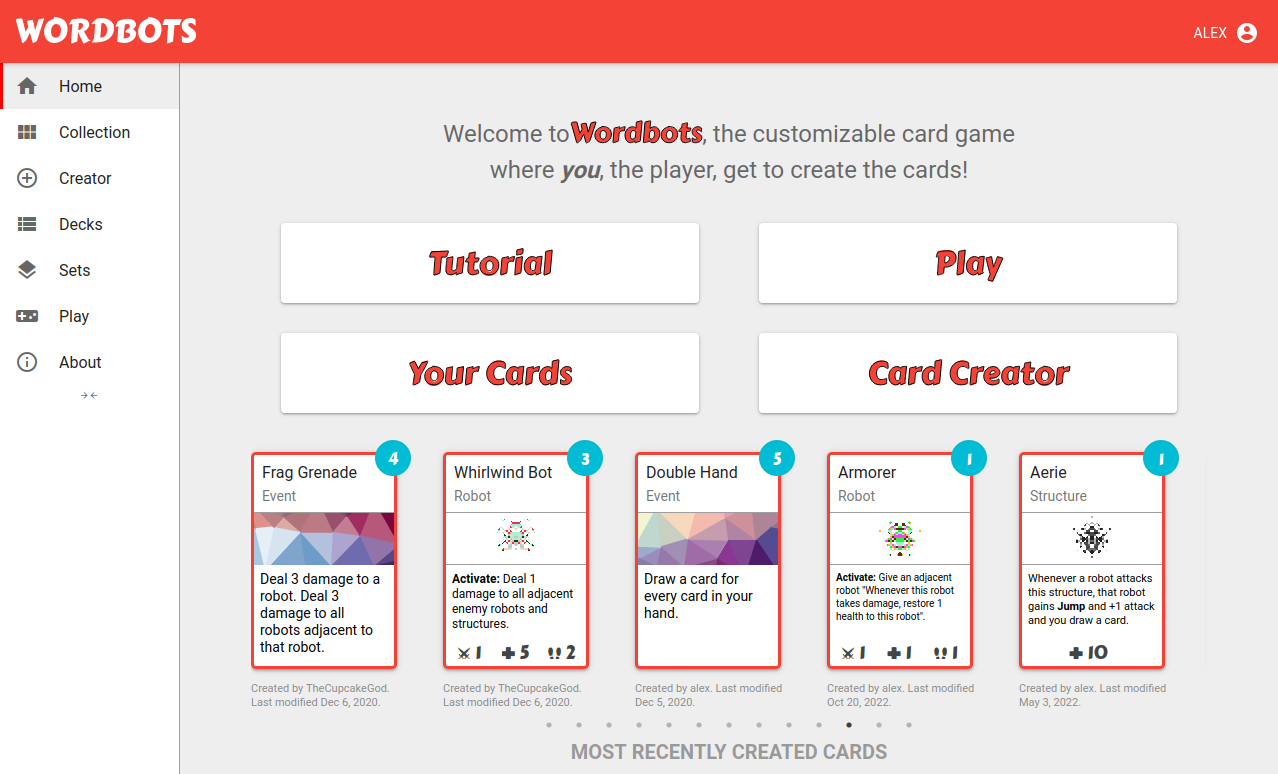 WORDBOTS
ALEX
Home
Collection
Creator
Decks
Sets
Play
About
Welcome to Wordbots, the customizable card game
where you, the player, get to create the cards!
Tutorial
Play
Your Cards
Card Creator
Frag Grenade
4
Event
Deal 3 damage to a
robot. Deal 3
damage to all
robots adjacent to
that robot.
Created by TheCupcakeGod.
Last modified Dec 6, 2020.
Whirlwind Bot
3
Robot
Activate: Deal 1
damage to all adjacent
enemy robots and
structures.
1 5 2
Created by TheCupcakeGod.
Last modified Dec 6, 2020.
Double Hand
5
Event
Draw a card for
every card in your
hand.
Created by alex. Last modified
Dec 5, 2020.
Armorer
1
Robot
Activate: Give an adjacent
robot "Whenever this robot
takes damage, restore 1
health to this robot".
1 1 1
Created by alex. Last modified
Oct 20, 2022.
Aerie
1
Structure
Whenever a robot attacks
this structure, that robot
gains Jump and +1 attack
and you draw a card.
10
Created by alex. Last modified
May 3, 2022.
MOST RECENTLY CREATED CARDS